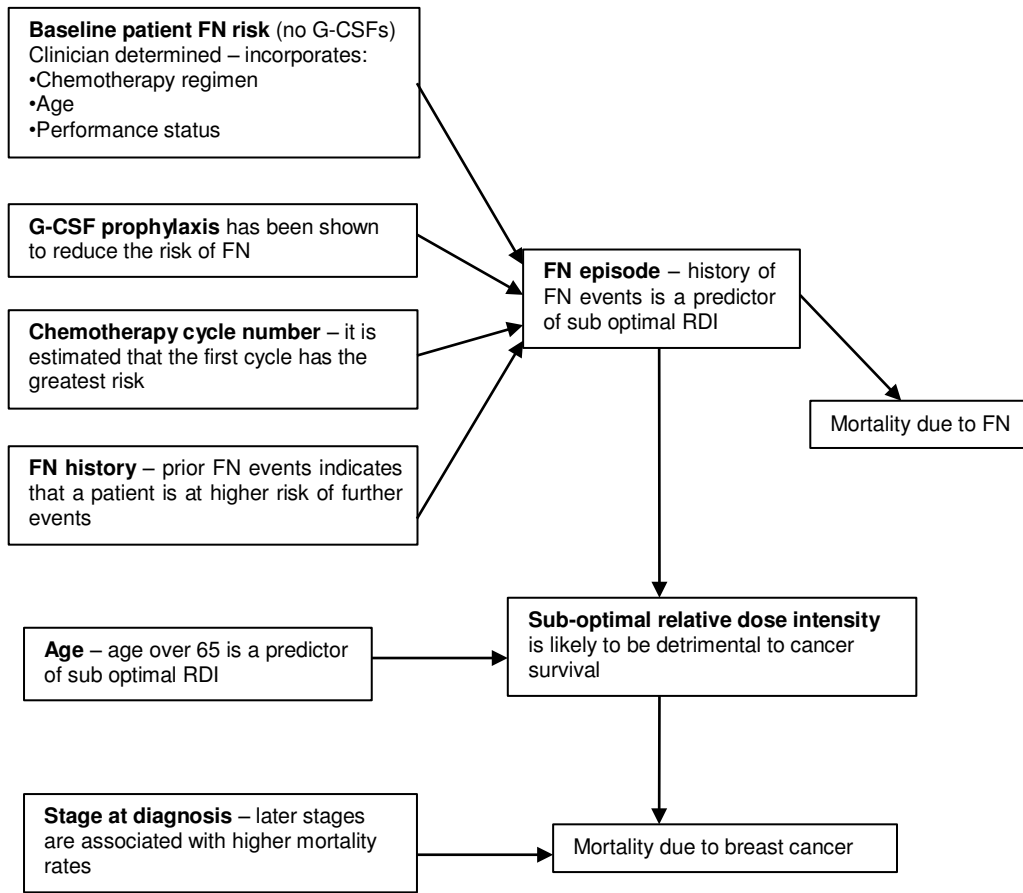 Baseline patient FN risk (no G-CSFs)
Clinician determined – incorporates:
•Chemotherapy regimen
•Age
•Performance status
G-CSF prophylaxis has been shown
to reduce the risk of FN
Chemotherapy cycle number – it is
estimated that the first cycle has the
greatest risk
FN history – prior FN events indicates
that a patient is at higher risk of further
events
FN episode – history of
FN events is a predictor
of sub optimal RDI
Mortality due to FN
Age – age over 65 is a predictor
of sub optimal RDI
Sub-optimal relative dose intensity
is likely to be detrimental to cancer
survival
Stage at diagnosis – later stages
are associated with higher mortality
rates
Mortality due to breast cancer